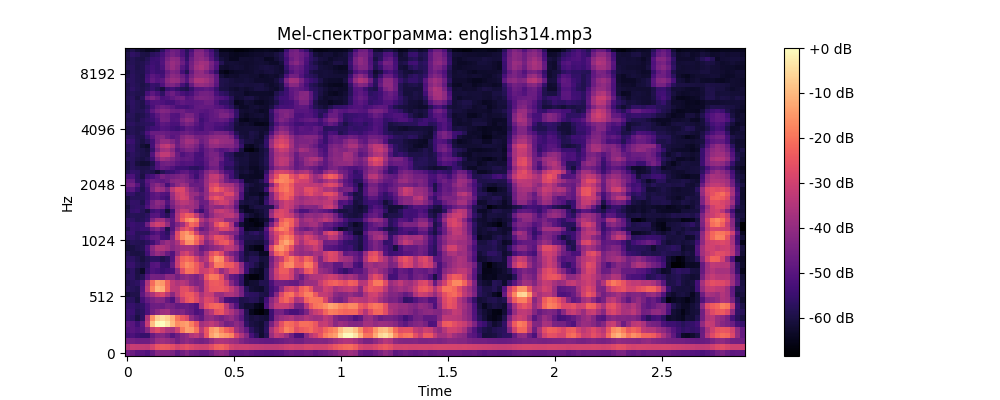 Mel-спектрограмма: english314.mp3
+0 dB
8192
-10 dB
4096
-20 dB
2048
-30 dB
Hz
-40 dB
1024
-50 dB
512
-60 dB
0
0 0.5 1 1.5 2 2.5
Time